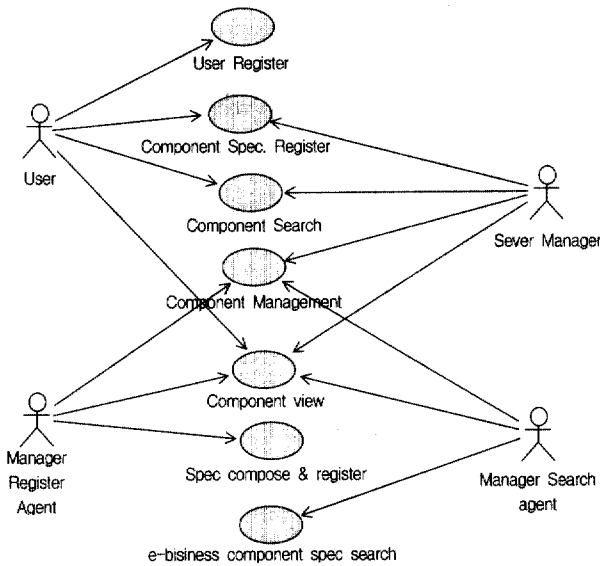 User Register
Component Spec. Register
User
Component Search
Sever Manager
Component Management
Component view
Manager
Register
Agent
Spec compose & register
Manager Search
agent
e-bisiness component spec search